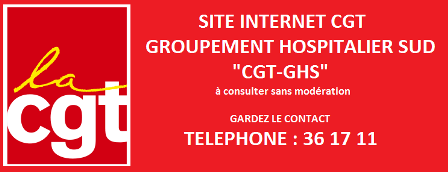 la
cgt
SITE INTERNET CGT
GROUPEMENT HOSPITALIER SUD
"CGT-GHS"
à consulter sans modération
GARDEZ LE CONTACT
TELEPHONE : 36 17 11